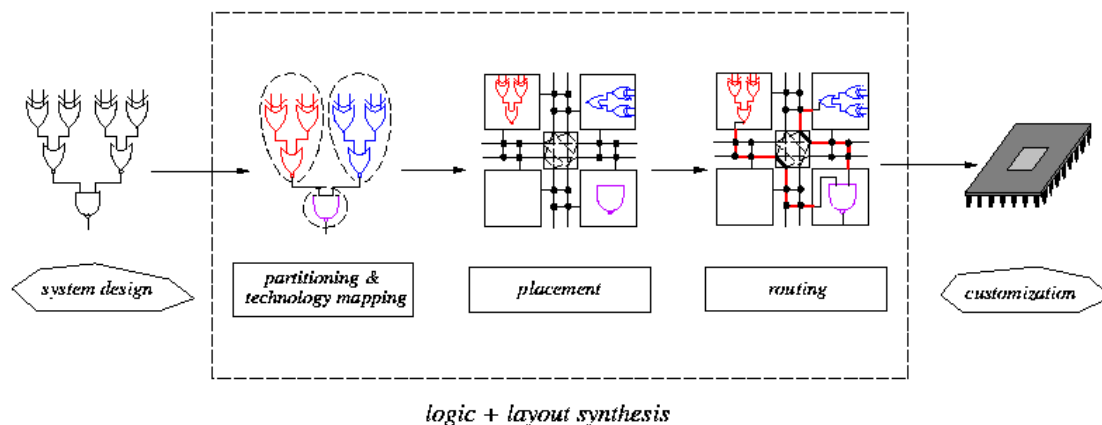 system design
partitioning &
technology mapping
placement
routing
customization
logic + layout synthesis